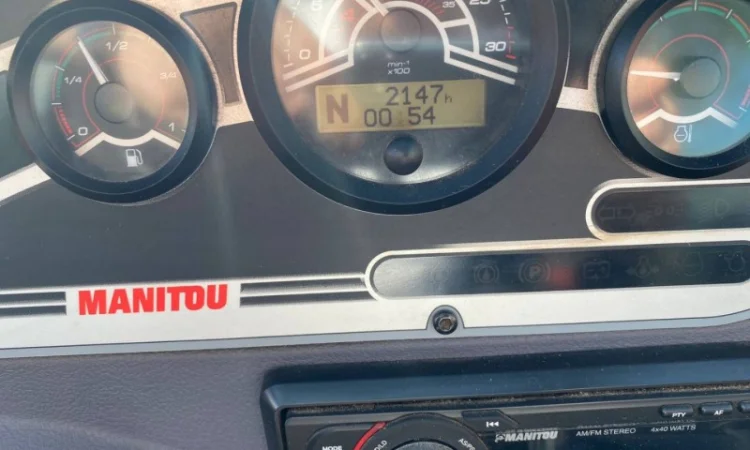 1/2
1/4
3/4
0
1
5
25
35
0
30
min-1
x100
N 2147h
00 54
MANITOU
P
MODE
MANITOU
AM/FM STEREO
4x40 WATTS
PTY
AF